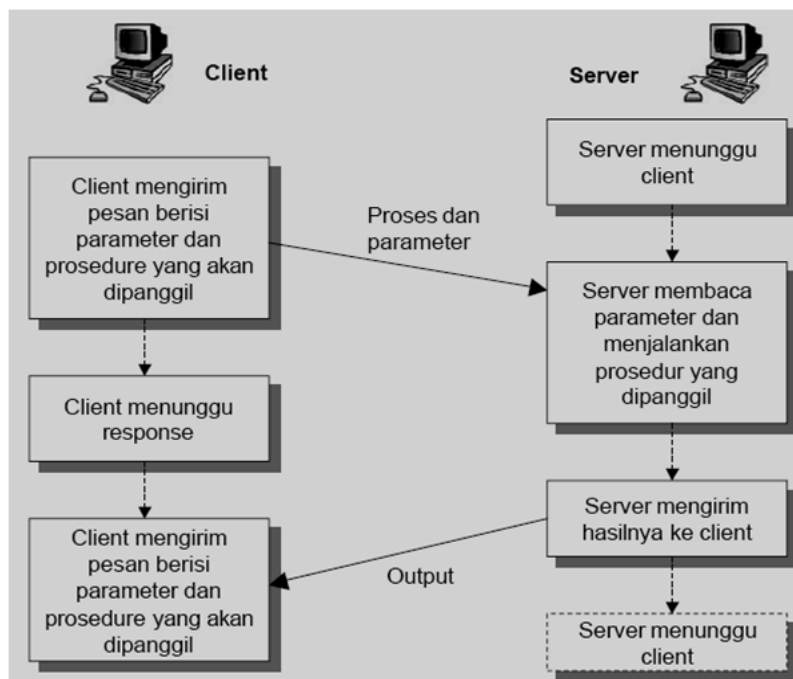 Client
Server
Client mengirim
pesan berisi
parameter dan
prosedure yang akan
dipanggil
Proses dan
parameter
Server menunggu
client
Server membaca
parameter dan
menjalankan
prosedur yang
dipanggil
Client menunggu
response
Server mengirim
hasilnya ke client
Client mengirim
pesan berisi
parameter dan
prosedure yang akan
dipanggil
Output
Server menunggu
client